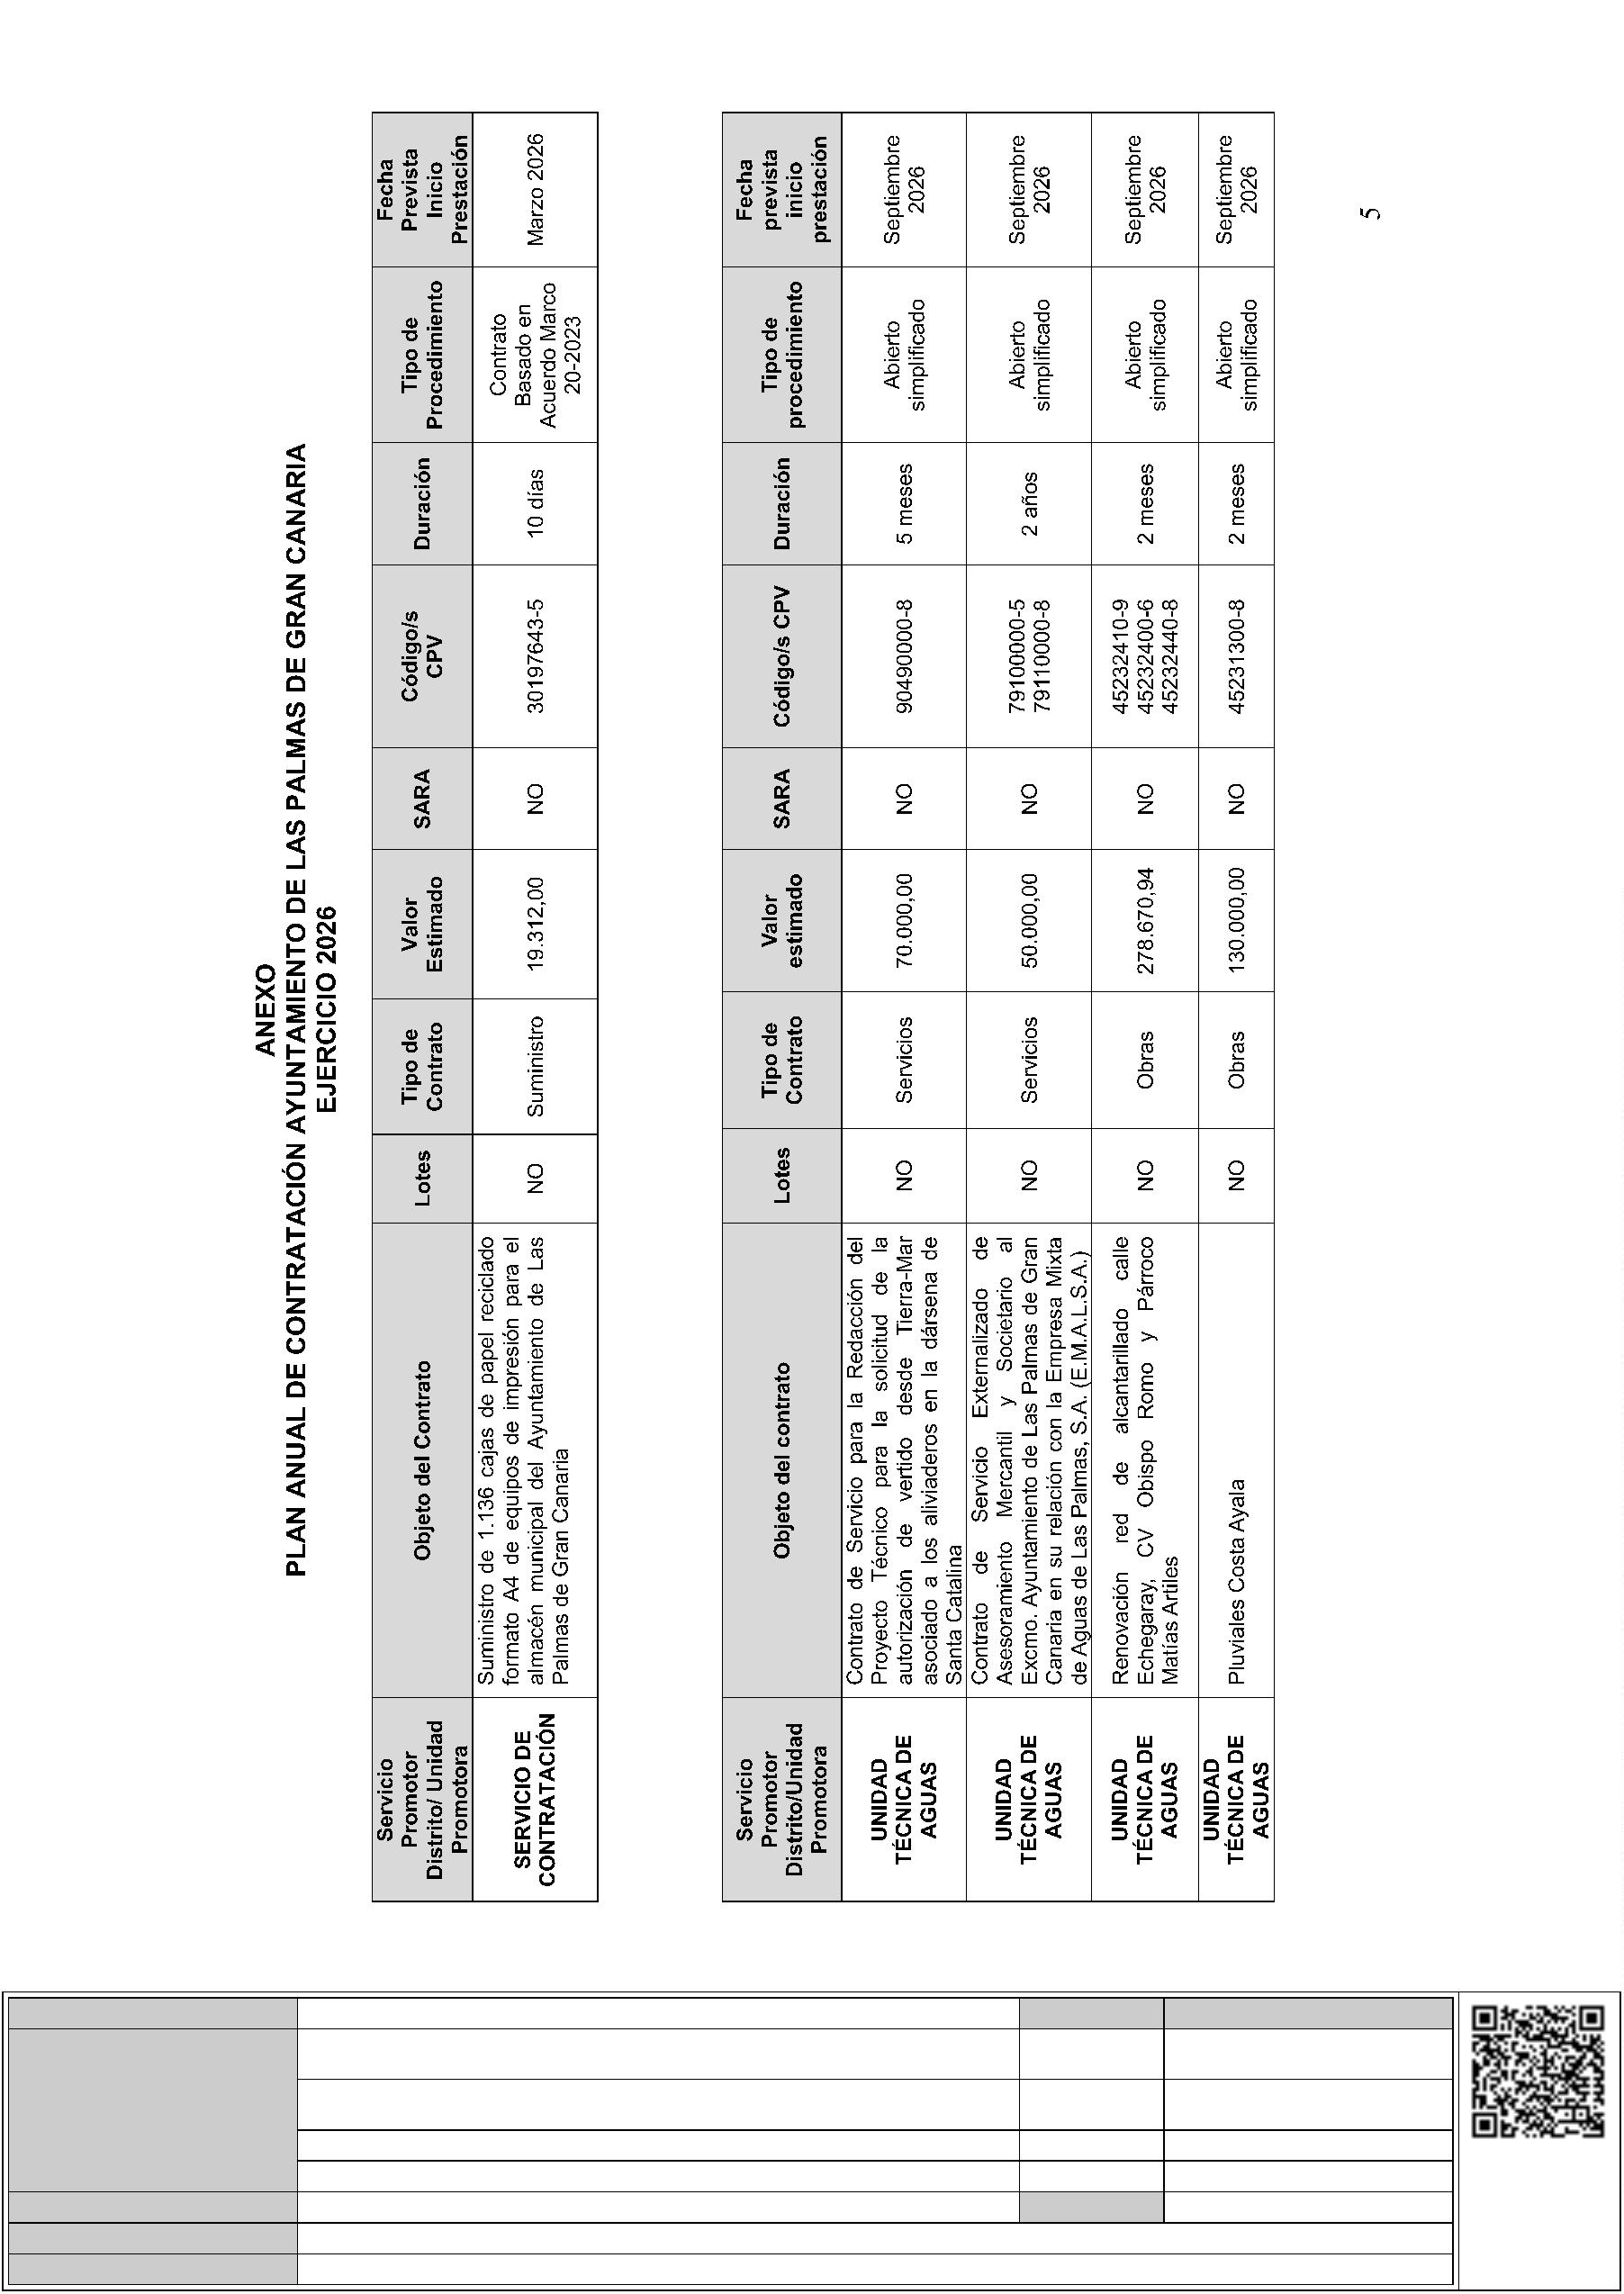 ANEXO
PLAN ANUAL DE CONTRATACIÓN AYUNTAMIENTO DE LAS PALMAS DE GRAN CANARIA
EJERCICIO 2026
Servicio
Promotor
Distrito/ Unidad
Promotora
Objeto del Contrato
Lotes
Tipo de
Contrato
Valor
Estimado
SARA
Código/s
CPV
Duración
Tipo de
Procedimiento
Fecha
Prevista
Inicio
Prestación
SERVICIO DE
CONTRATACIÓN
Suministro de 1.136 cajas de papel reciclado
formato A4 de equipos de impresión para el
almacén municipal del Ayuntamiento de Las
Palmas de Gran Canaria
NO
Suministro
19.312,00
NO
30197643-5
10 días
Contrato
Basado en
Acuerdo Marco
20-2023
Marzo 2026
Servicio
Promotor
Distrito/Unidad
Promotora
Objeto del contrato
Lotes
Tipo de
Contrato
Valor
estimado
SARA
Código/s CPV
Duración
Tipo de
procedimiento
Fecha
prevista
inicio
prestación
UNIDAD
TÉCNICA DE
AGUAS
Contrato de Servicio para la Redacción del
Proyecto Técnico para la solicitud de la
autorización de vertido desde Tierra-Mar
asociado a los aliviaderos en la dársena de
Santa Catalina
NO
Servicios
70.000,00
NO
90490000-8
5 meses
Abierto
simplificado
Septiembre
2026
UNIDAD
TÉCNICA DE
AGUAS
Contrato de Servicio Externalizado de
Asesoramiento Mercantil y Societario al
Excmo. Ayuntamiento de Las Palmas de Gran
Canaria en su relación con la Empresa Mixta
de Aguas de Las Palmas, S.A. (E.M.A.L.S.A.)
NO
Servicios
50.000,00
NO
79100000-5
79110000-8
2 años
Abierto
simplificado
Septiembre
2026
UNIDAD
TÉCNICA DE
AGUAS
Renovación red de alcantarillado calle
Echegaray, CV Obispo Romo y Párroco
Matías Artiles
NO
Obras
278.670,94
NO
45232410-9
45232400-6
45232440-8
2 meses
Abierto
simplificado
Septiembre
2026
UNIDAD
TÉCNICA DE
AGUAS
Pluviales Costa Ayala
NO
Obras
130.000,00
NO
45231300-8
2 meses
Abierto
simplificado
Septiembre
2026
5